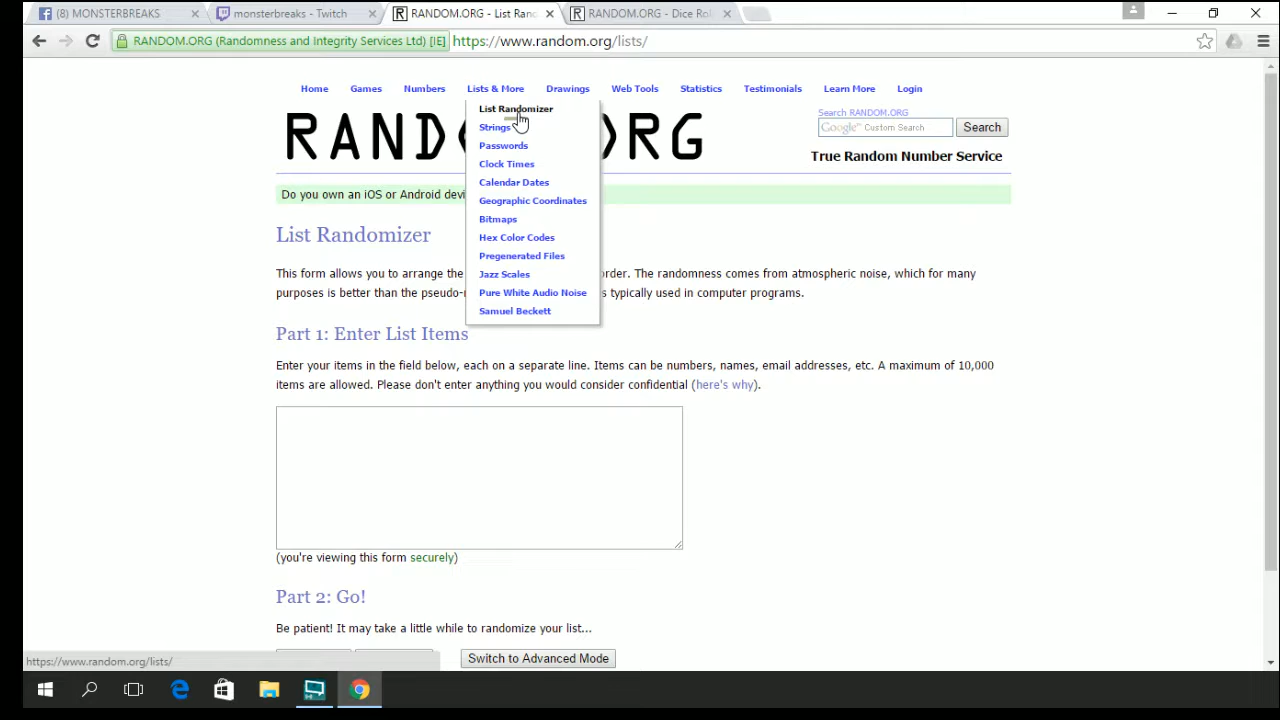 (8) MONSTERBREAKS
monsterbreaks - Twitch
RANDOM.ORG - List Ran
RANDOM.ORG - Dice Rol
RANDOM.ORG (Randomness and Integrity Services Ltd) [IE]
https://www.random.org/lists/
Home Games Numbers Lists & More Drawings Web Tools Statistics Testimonials Learn More Login
List Randomizer
Strings
Passwords
Clock Times
Calendar Dates
Geographic Coordinates
Bitmaps
Hex Color Codes
Pregenerated Files
Jazz Scales
Pure White Audio Noise
Samuel Beckett
RAND ORG
Search RANDOM.ORG
Google Custom Search
Search
True Random Number Service
Do you own an iOS or Android devi
List Randomizer
This form allows you to arrange the order. The randomness comes from atmospheric noise, which for many
purposes is better than the pseudo-r s typically used in computer programs.
Part 1: Enter List Items
Enter your items in the field below, each on a separate line. Items can be numbers, names, email addresses, etc. A maximum of 10,000
items are allowed. Please don't enter anything you would consider confidential (here's why).
(you're viewing this form securely)
Part 2: Go!
Be patient! It may take a little while to randomize your list...
Switch to Advanced Mode
https://www.random.org/lists/